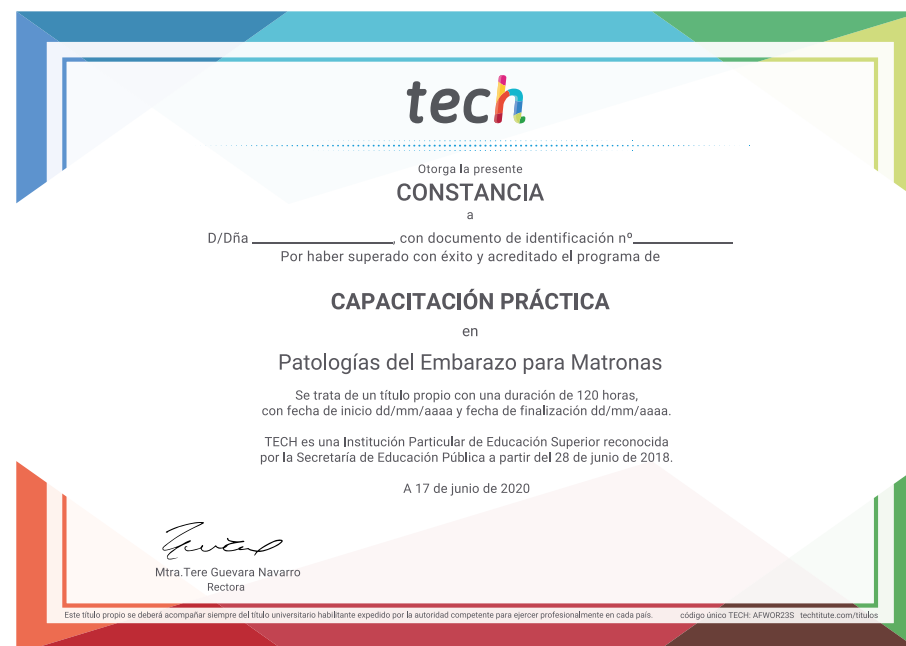 tech
Otorga la presente
CONSTANCIA
a
D/Dña ____________________, con documento de identificación nº______________
Por haber superado con éxito y acreditado el programa de
CAPACITACIÓN PRÁCTICA
en
Patologías del Embarazo para Matronas
Se trata de un título propio con una duración de 120 horas,
con fecha de inicio dd/mm/aaaa y fecha de finalización dd/mm/aaaa.
TECH es una Institución Particular de Educación Superior reconocida
por la Secretaría de Educación Pública a partir del 28 de junio de 2018.
A 17 de junio de 2020
Mtra.Tere Guevara Navarro
Rectora
Este título propio se deberá acompañar siempre del título universitario habilitante expedido por la autoridad competente para ejercer profesionalmente en cada país. código único TECH: AFWOR23S techtitute.com/titulos